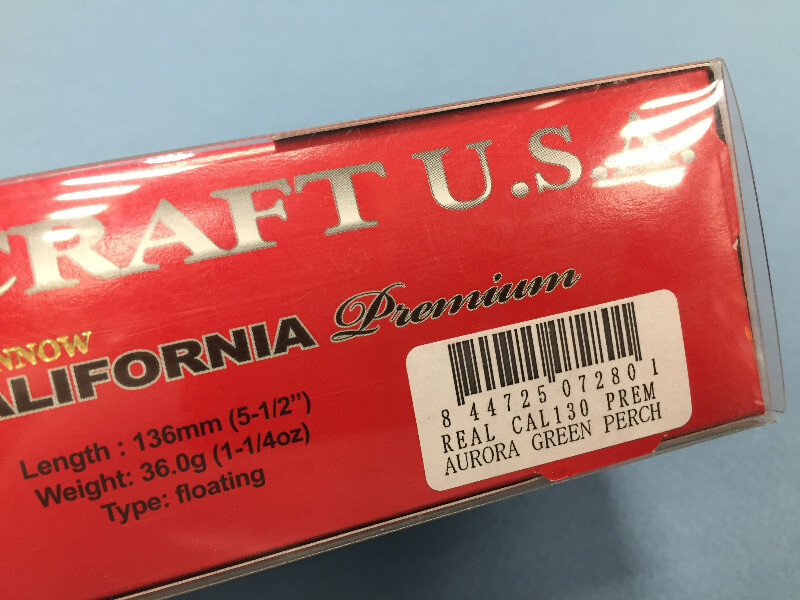 CRAFT U.S.A.
NNOW
ALIFORNIA Premium
Length : 136mm (5-1/2")
Weight: 36.0g (1-1/4oz)
Type: floating
8 44725 07280 1
REAL CAL130 PREM
AURORA GREEN PERCH